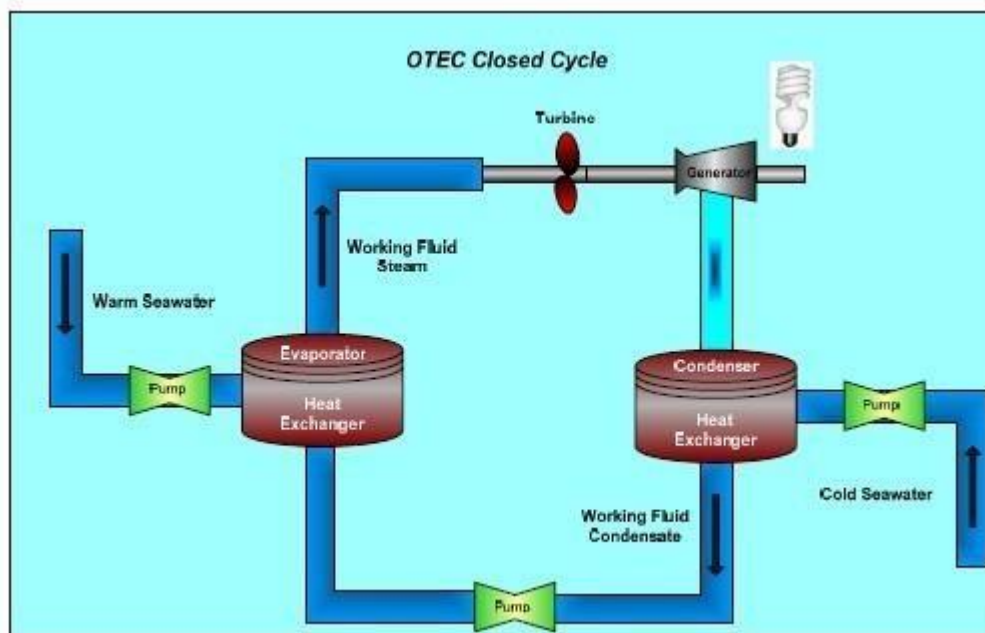 OTEC Closed Cycle
Turbine
Generator
Working Fluid
Steam
Warm Seawater
Evaporator
Condenser
Pump
Heat
Exchanger
Heat
Exchanger
Pump
Cold Seawater
Working Fluid
Condensate
Pump